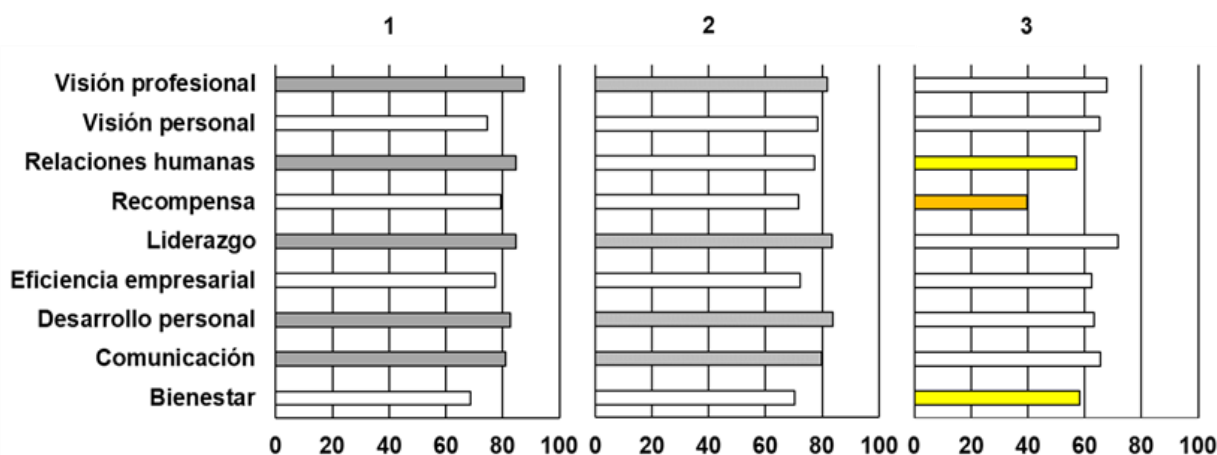 1 2 3
Visión profesional
Visión personal
Relaciones humanas
Recompensa
Liderazgo
Eficiencia empresarial
Desarrollo personal
Comunicación
Bienestar
0 20 40 60 80 100 0 20 40 60 80 100 0 20 40 60 80 100